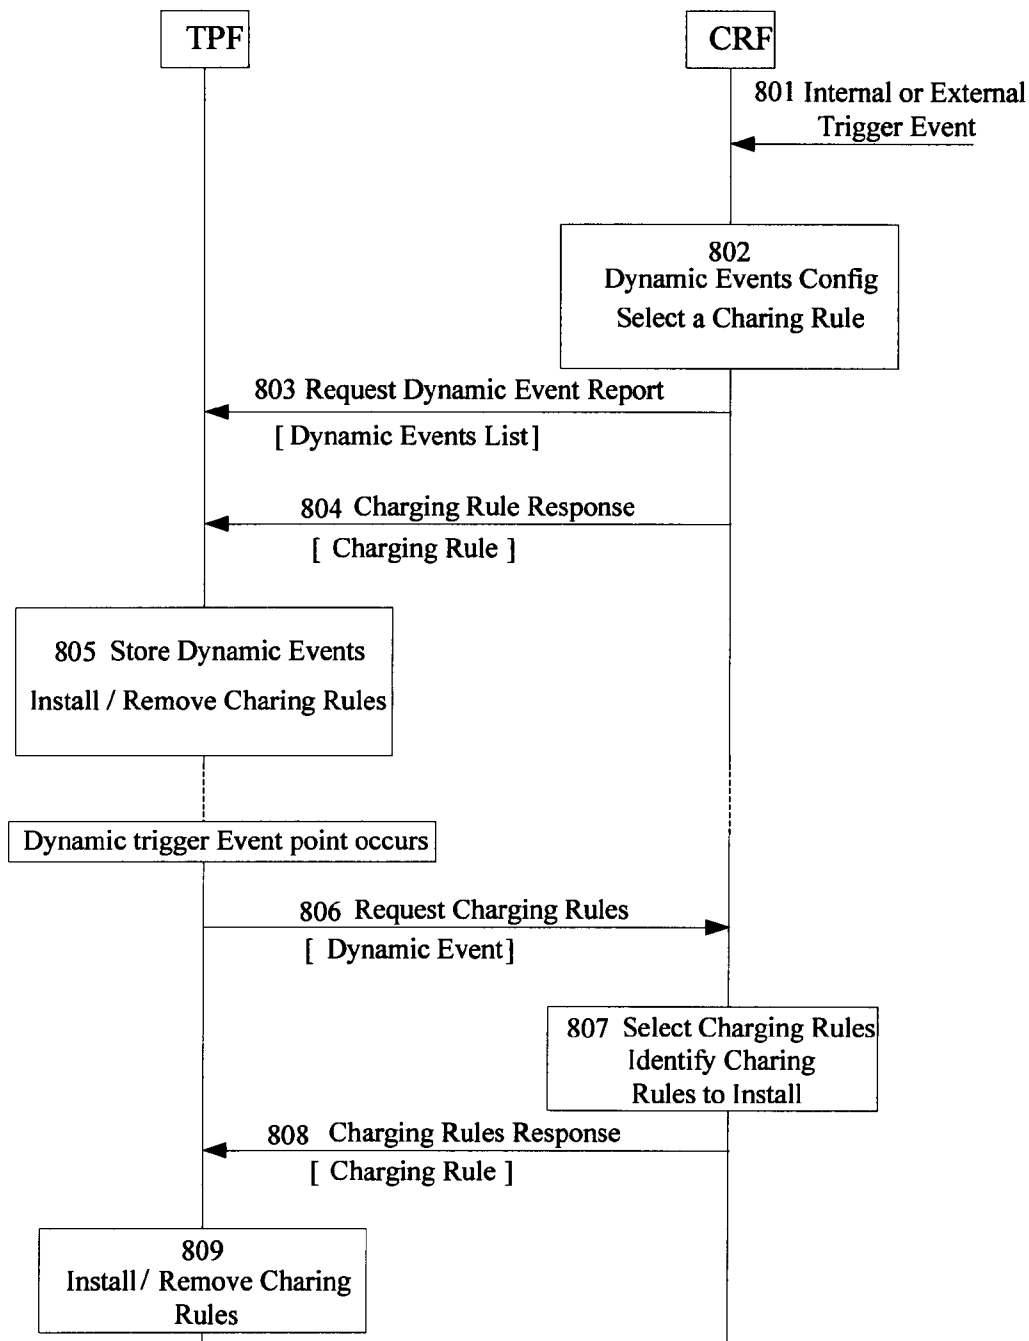 TPF
CRF
801 Internal or External
Trigger Event
802
Dynamic Events Config
Select a Charing Rule
803 Request Dynamic Event Report
[ Dynamic Events List]
804 Charging Rule Response
[ Charging Rule ]
805 Store Dynamic Events
Install / Remove Charing Rules
Dynamic trigger Event point occurs
806 Request Charging Rules
[ Dynamic Event]
807 Select Charging Rules
Identify Charing
Rules to Install
808 Charging Rules Response
[ Charging Rule ]
809
Install / Remove Charing
Rules